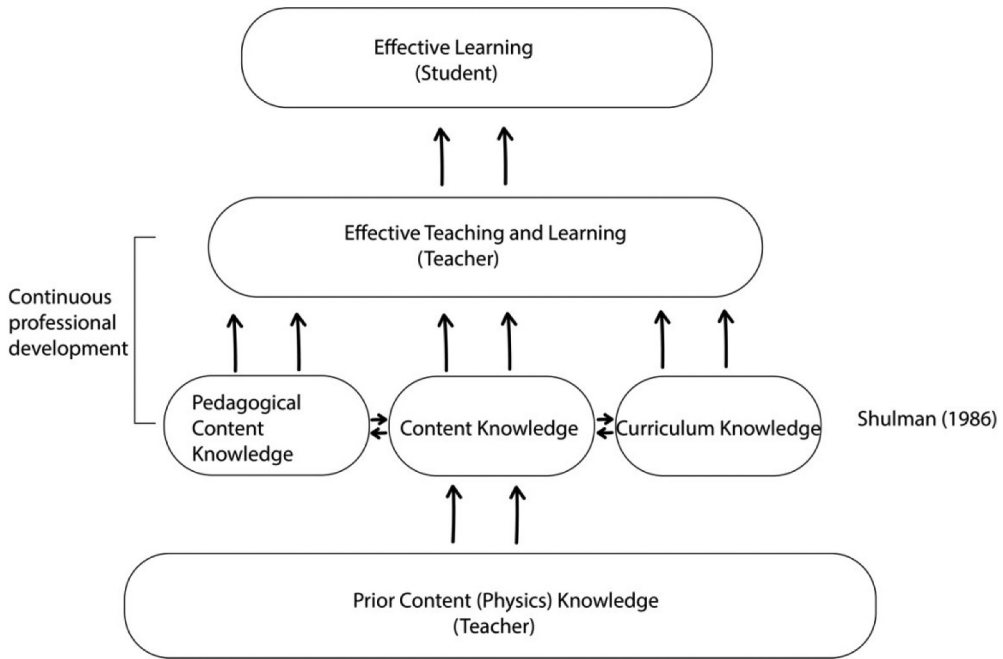 Effective Learning
(Student)
Effective Teaching and Learning
(Teacher)
Continuous
professional
development
Pedagogical
Content
Knowledge
Content Knowledge
Curriculum Knowledge
Shulman (1986)
Prior Content (Physics) Knowledge
(Teacher)